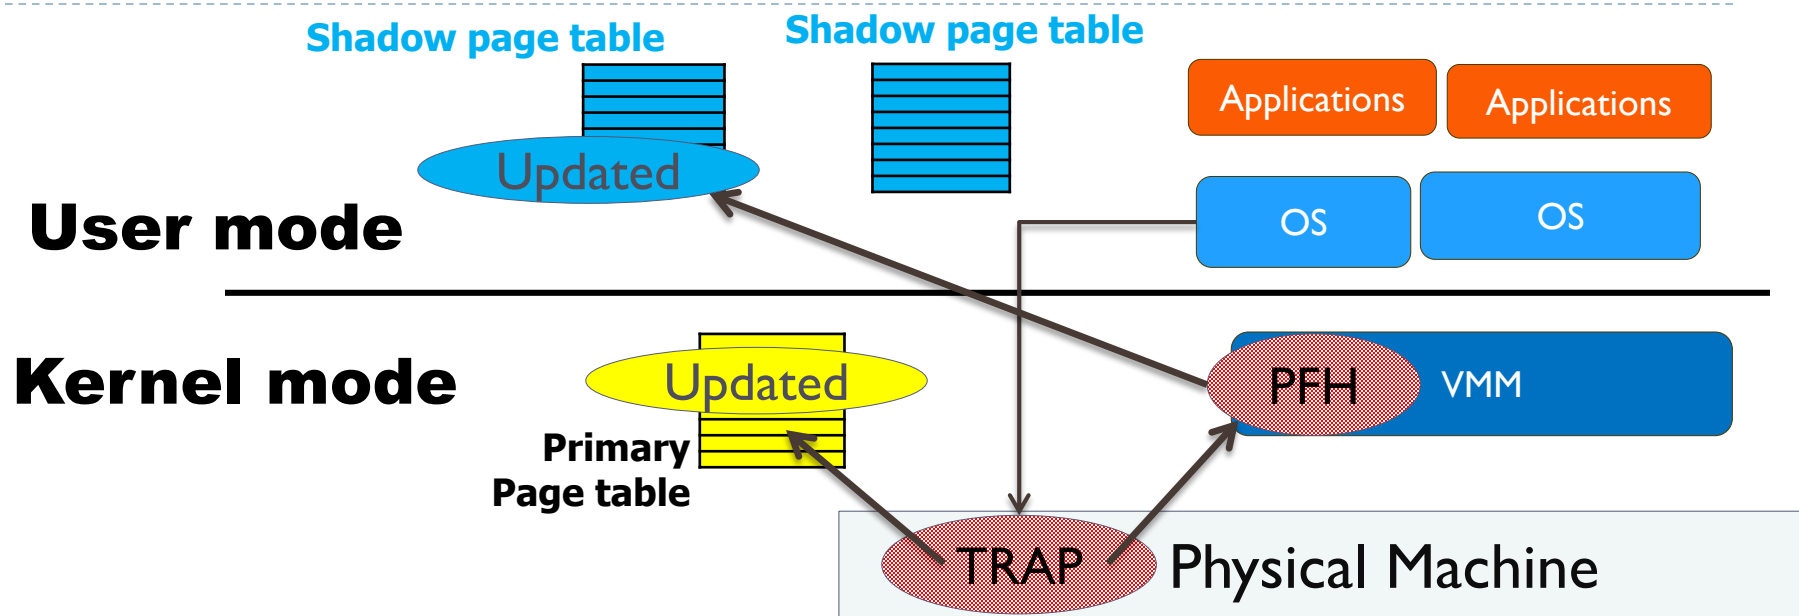 Shadow page table
Shadow page table
Applications
Applications
Updated
User mode
OS
OS
Kernel mode
Updated
PFH
VMM
Primary
Page table
TRAP
Physical Machine